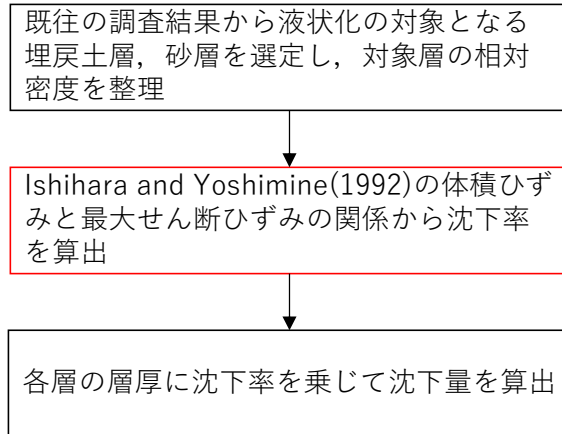 既往の調査結果から液状化の対象となる
埋戻土層，砂層を選定し，対象層の相対
密度を整理
Ishihara and Yoshimine(1992)の体積ひず
みと最大せん断ひずみの関係から沈下率
を算出
各層の層厚に沈下率を乗じて沈下量を算出